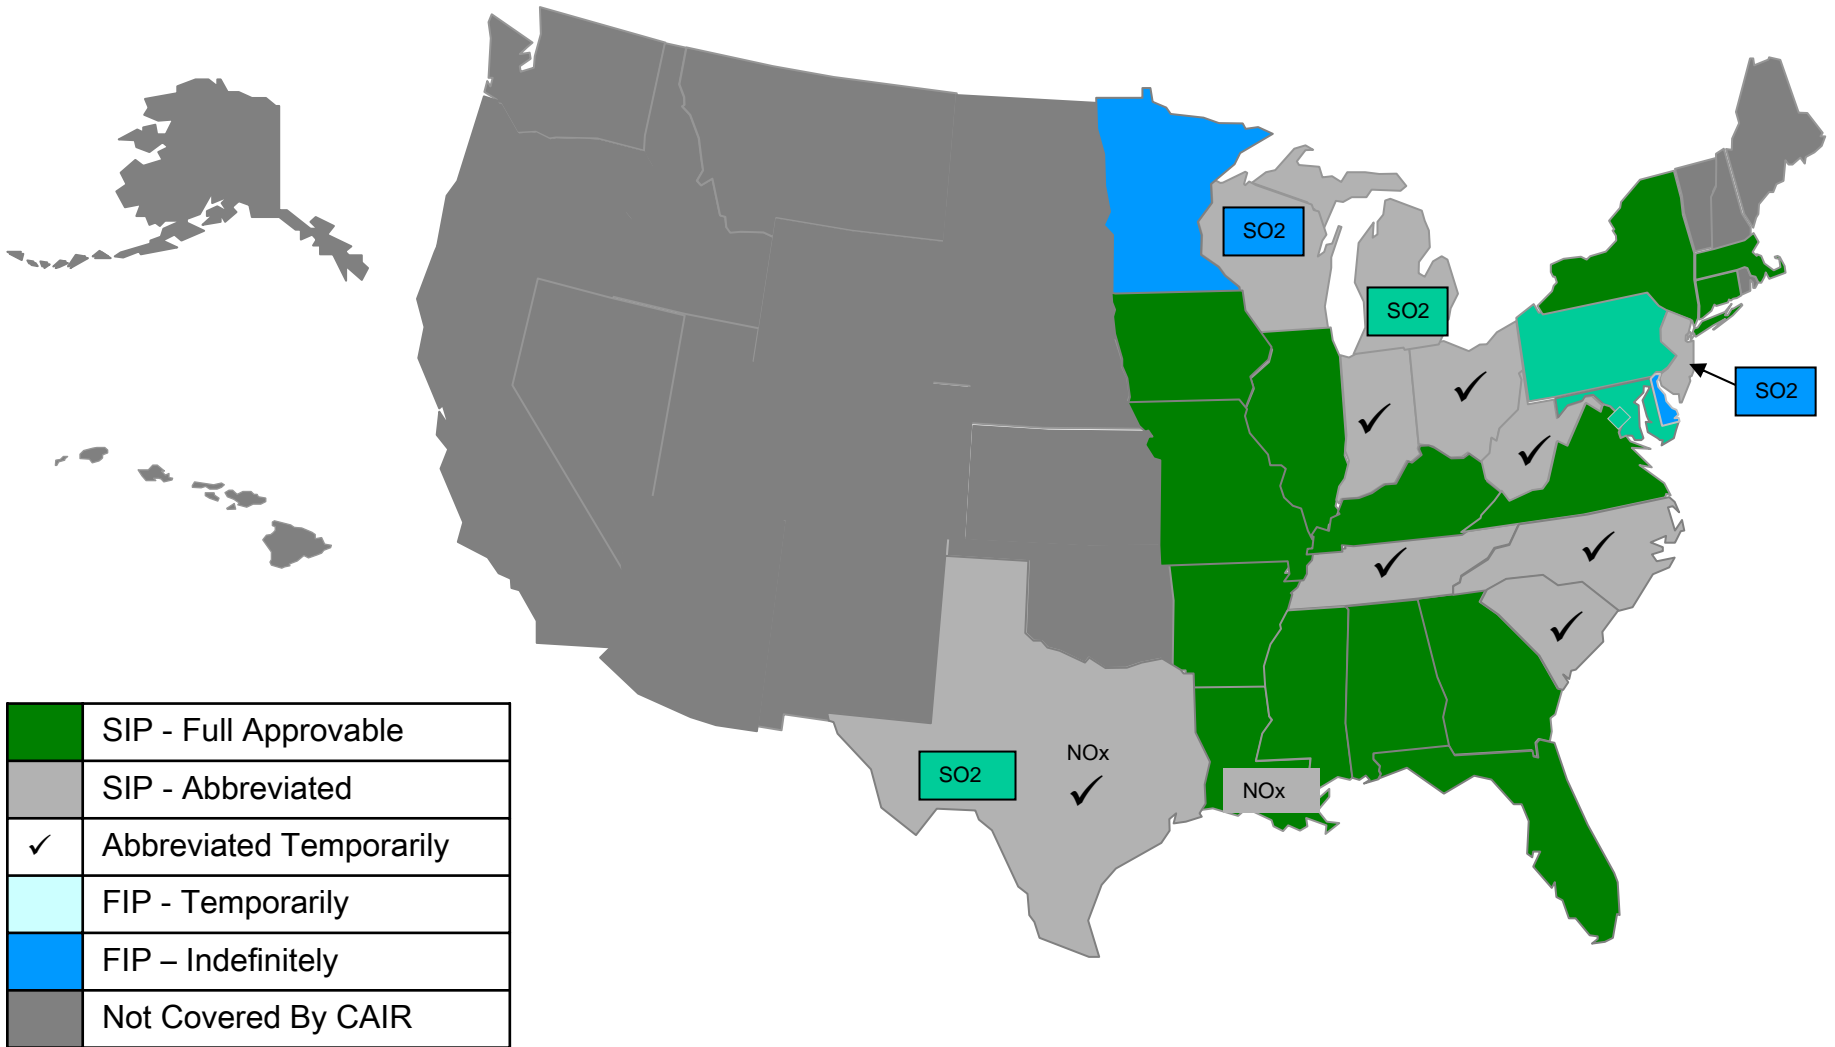 SO2
SO2
SO2
NOx
SO2
NOx
SIP - Full Approvable
SIP - Abbreviated
✓ Abbreviated Temporarily
FIP - Temporarily
FIP – Indefinitely
Not Covered By CAIR